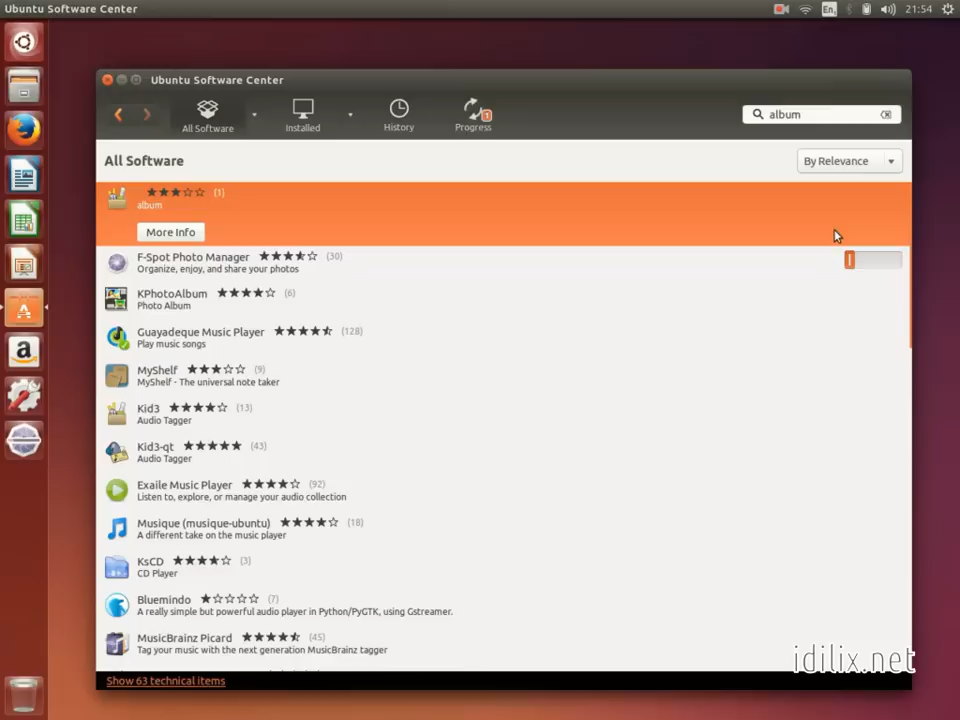 Ubuntu Software Center
En
21:54
Ubuntu Software Center
All Software
Installed
History
Progress
1
album
All Software
By Relevance
(1)
album
More Info
F-Spot Photo Manager (30)
Organize, enjoy, and share your photos
KPhotoAlbum (6)
Photo Album
Guayadeque Music Player (128)
Play music songs
MyShelf (9)
MyShelf - The universal note taker
Kid3 (13)
Audio Tagger
Kid3-qt (43)
Audio Tagger
Exaile Music Player (92)
Listen to, explore, or manage your audio collection
Musique (musique-ubuntu) (18)
A different take on the music player
KsCD (3)
CD Player
Bluemindo (7)
A really simple but powerful audio player in Python/PyGTK, using Gstreamer.
MusicBrainz Picard (45)
Tag your music with the next generation MusicBrainz tagger
Show 63 technical items
idilix.net